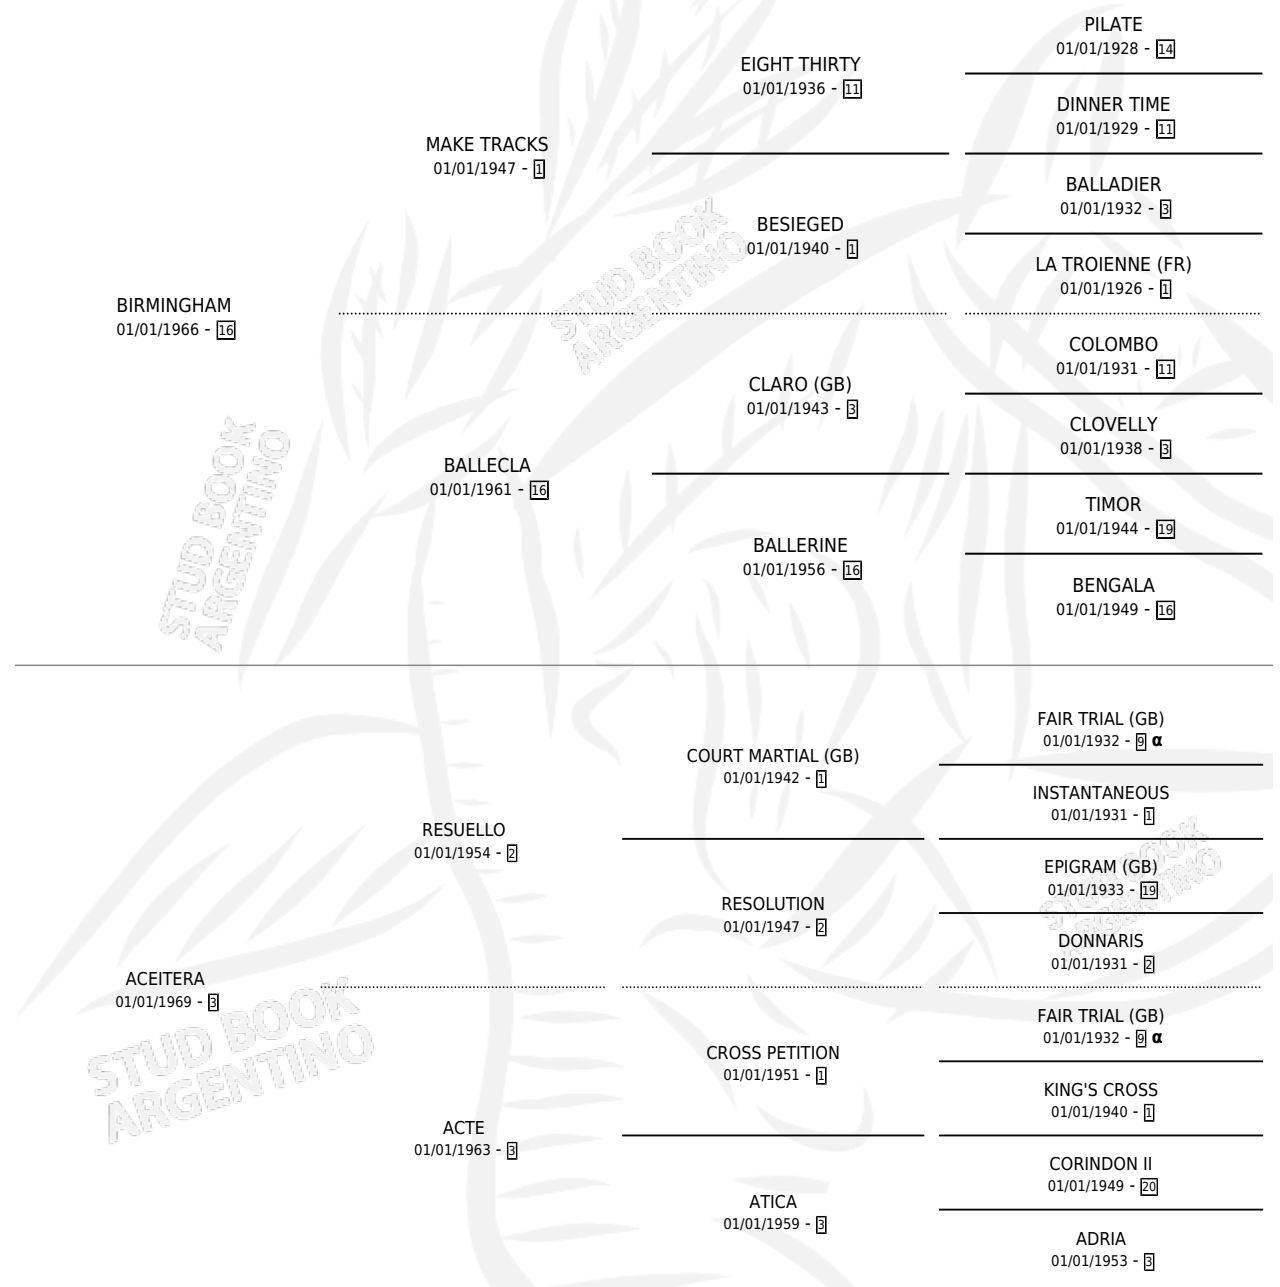 PILATE
01/01/1928 - 14
EIGHT THIRTY
01/01/1936 - 11
DINNER TIME
01/01/1929 - 11
MAKE TRACKS
01/01/1947 - 1
BALLADIER
01/01/1932 - 3
BESIEGED
01/01/1940 - 1
LA TROIENNE (FR)
01/01/1926 - 1
BIRMINGHAM
01/01/1966 - 16
COLOMBO
01/01/1931 - 11
CLARO (GB)
01/01/1943 - 3
CLOVELLY
01/01/1938 - 3
BALLECLA
01/01/1961 - 16
TIMOR
01/01/1944 - 19
BALLERINE
01/01/1956 - 16
BENGALA
01/01/1949 - 16
STUD BOOK
ARGENTINO
STUD BOOK
ARGENTINO
FAIR TRIAL (GB)
01/01/1932 - 9 α
COURT MARTIAL (GB)
01/01/1942 - 1
INSTANTANEOUS
01/01/1931 - 1
RESUELLO
01/01/1954 - 2
EPIGRAM (GB)
01/01/1933 - 19
RESOLUTION
01/01/1947 - 2
DONNARIS
01/01/1931 - 2
ACEITERA
01/01/1969 - 3
FAIR TRIAL (GB)
01/01/1932 - 9 α
CROSS PETITION
01/01/1951 - 1
KING'S CROSS
01/01/1940 - 1
ACTE
01/01/1963 - 3
CORINDON II
01/01/1949 - 20
ATICA
01/01/1959 - 3
ADRIA
01/01/1953 - 3
STUD BOOK
ARGENTINO
STUD BOOK
ARGENTINO